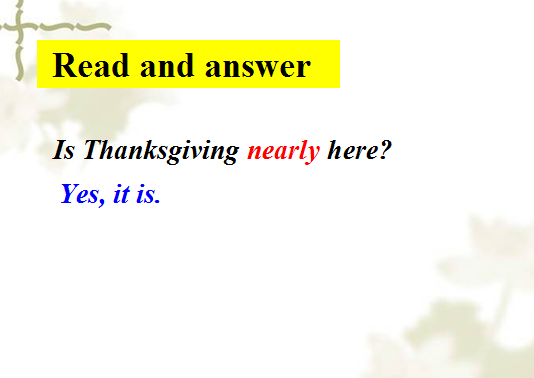 Read and answer
Is Thanksgiving nearly here?
Yes, it is.